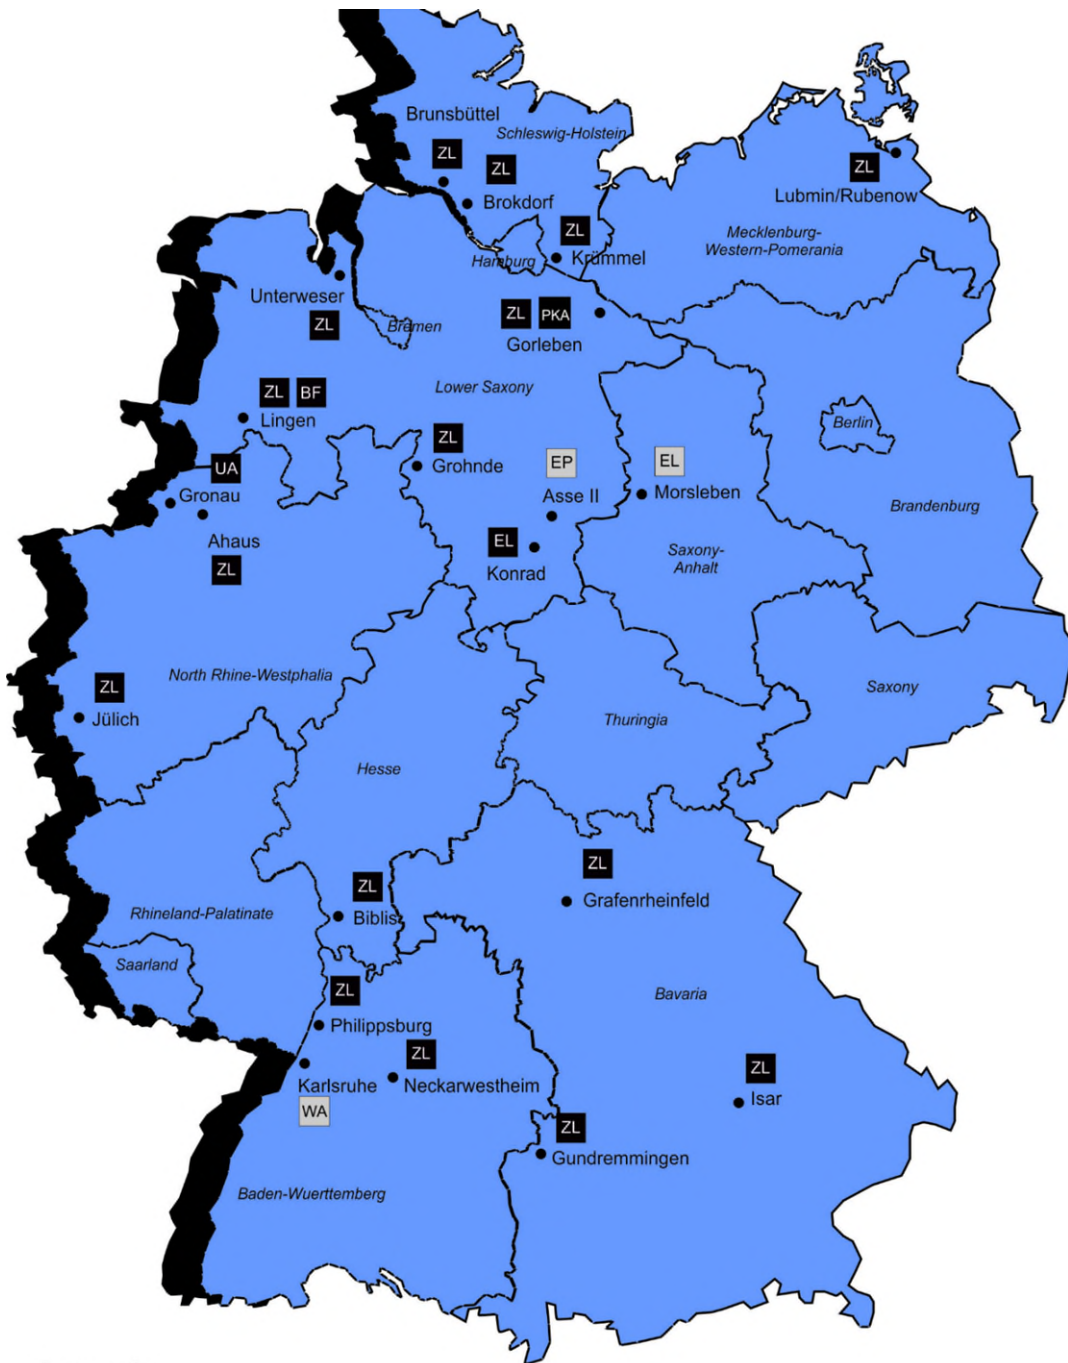 Brunsbüttel
Schleswig-Holstein
ZL
ZL
ZL
Brokdorf
Lubmin/Rubenow
ZL
Mecklenburg-
Western-Pomerania
Hamburg
Krümmel
Unterweser
ZL
Bremen
ZL
PKA
Gorleben
ZL
BF
Lingen
Lower Saxony
Berlin
ZL
Grohnde
UA
Gronau
EP
Asse II
EL
Morsleben
Brandenburg
Ahaus
ZL
EL
Konrad
Saxony-
Anhalt
North Rhine-Westphalia
ZL
Jülich
Saxony
Thuringia
Hesse
ZL
Biblis
ZL
Grafenrheinfeld
Rhineland-Palatinate
Saarland
Bavaria
ZL
Philippsburg
ZL
Neckarwestheim
Karlsruhe
WA
ZL
Isar
ZL
Gundremmingen
Baden-Wuerttemberg